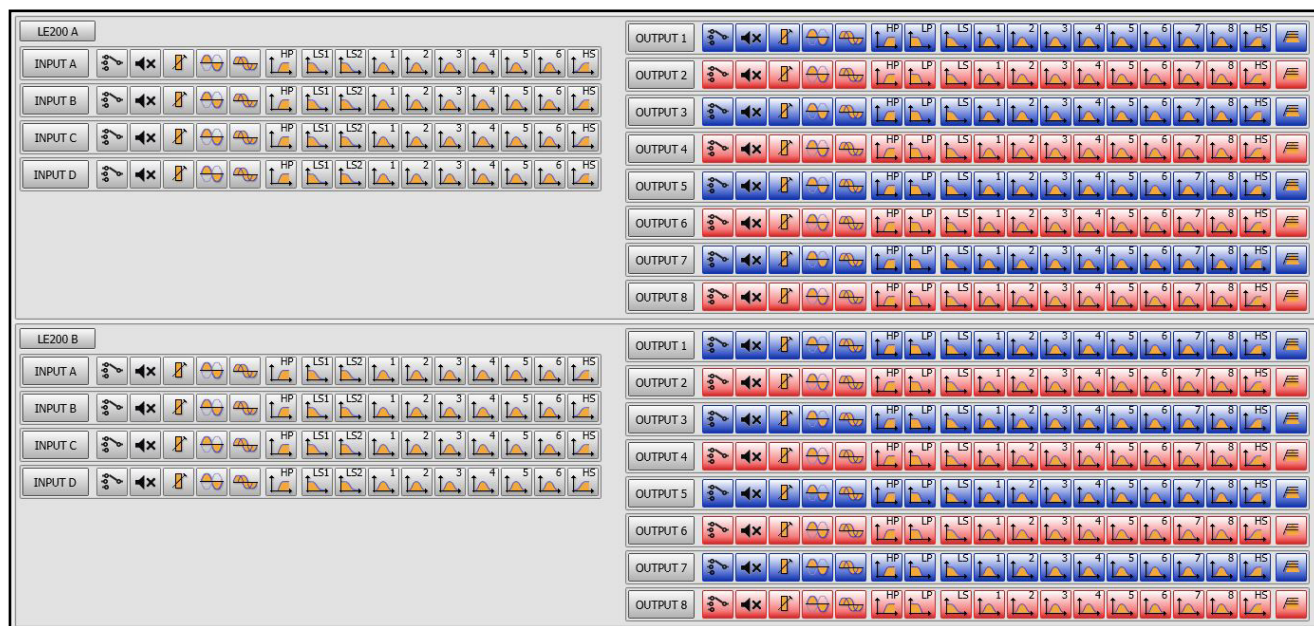 LE200 A
INPUT A HP LS1 LS2 1 2 3 4 5 6 HS
INPUT B HP LS1 LS2 1 2 3 4 5 6 HS
INPUT C HP LS1 LS2 1 2 3 4 5 6 HS
INPUT D HP LS1 LS2 1 2 3 4 5 6 HS
OUTPUT 1 HP LP LS 1 2 3 4 5 6 7 8 HS
OUTPUT 2 HP LP LS 1 2 3 4 5 6 7 8 HS
OUTPUT 3 HP LP LS 1 2 3 4 5 6 7 8 HS
OUTPUT 4 HP LP LS 1 2 3 4 5 6 7 8 HS
OUTPUT 5 HP LP LS 1 2 3 4 5 6 7 8 HS
OUTPUT 6 HP LP LS 1 2 3 4 5 6 7 8 HS
OUTPUT 7 HP LP LS 1 2 3 4 5 6 7 8 HS
OUTPUT 8 HP LP LS 1 2 3 4 5 6 7 8 HS
LE200 B
INPUT A HP LS1 LS2 1 2 3 4 5 6 HS
INPUT B HP LS1 LS2 1 2 3 4 5 6 HS
INPUT C HP LS1 LS2 1 2 3 4 5 6 HS
INPUT D HP LS1 LS2 1 2 3 4 5 6 HS
OUTPUT 1 HP LP LS 1 2 3 4 5 6 7 8 HS
OUTPUT 2 HP LP LS 1 2 3 4 5 6 7 8 HS
OUTPUT 3 HP LP LS 1 2 3 4 5 6 7 8 HS
OUTPUT 4 HP LP LS 1 2 3 4 5 6 7 8 HS
OUTPUT 5 HP LP LS 1 2 3 4 5 6 7 8 HS
OUTPUT 6 HP LP LS 1 2 3 4 5 6 7 8 HS
OUTPUT 7 HP LP LS 1 2 3 4 5 6 7 8 HS
OUTPUT 8 HP LP LS 1 2 3 4 5 6 7 8 HS